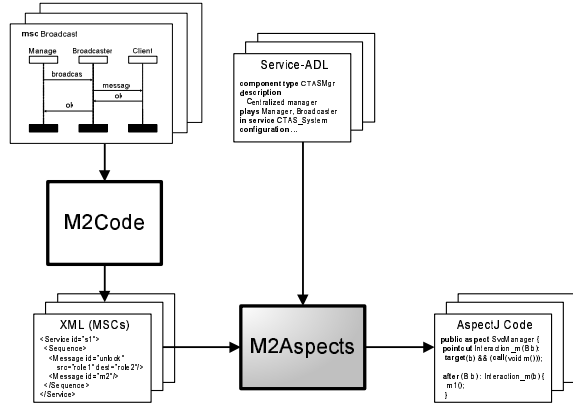 msc Broadcast
Manage Broadcaster Client
broadcas
messag
ok
ok
M2Code
Service-ADL
component type CTASMgr
description
Centralized manager
plays Manager, Broadcaster
in service CTAS_System
configuration ...
XML (MSCs)
<Service id="s1">
<Sequence>
<Message id="unlock"
src="role1" dest="role2"/>
<Message id="m2"/>
</Sequence>
</Service>
M2Aspects
AspectJ Code
public aspect SvcManager {
pointcut Interaction_m(B b):
target(b) && (call(void m()));
after (B b) : Interaction_m(b) {
m1();
}